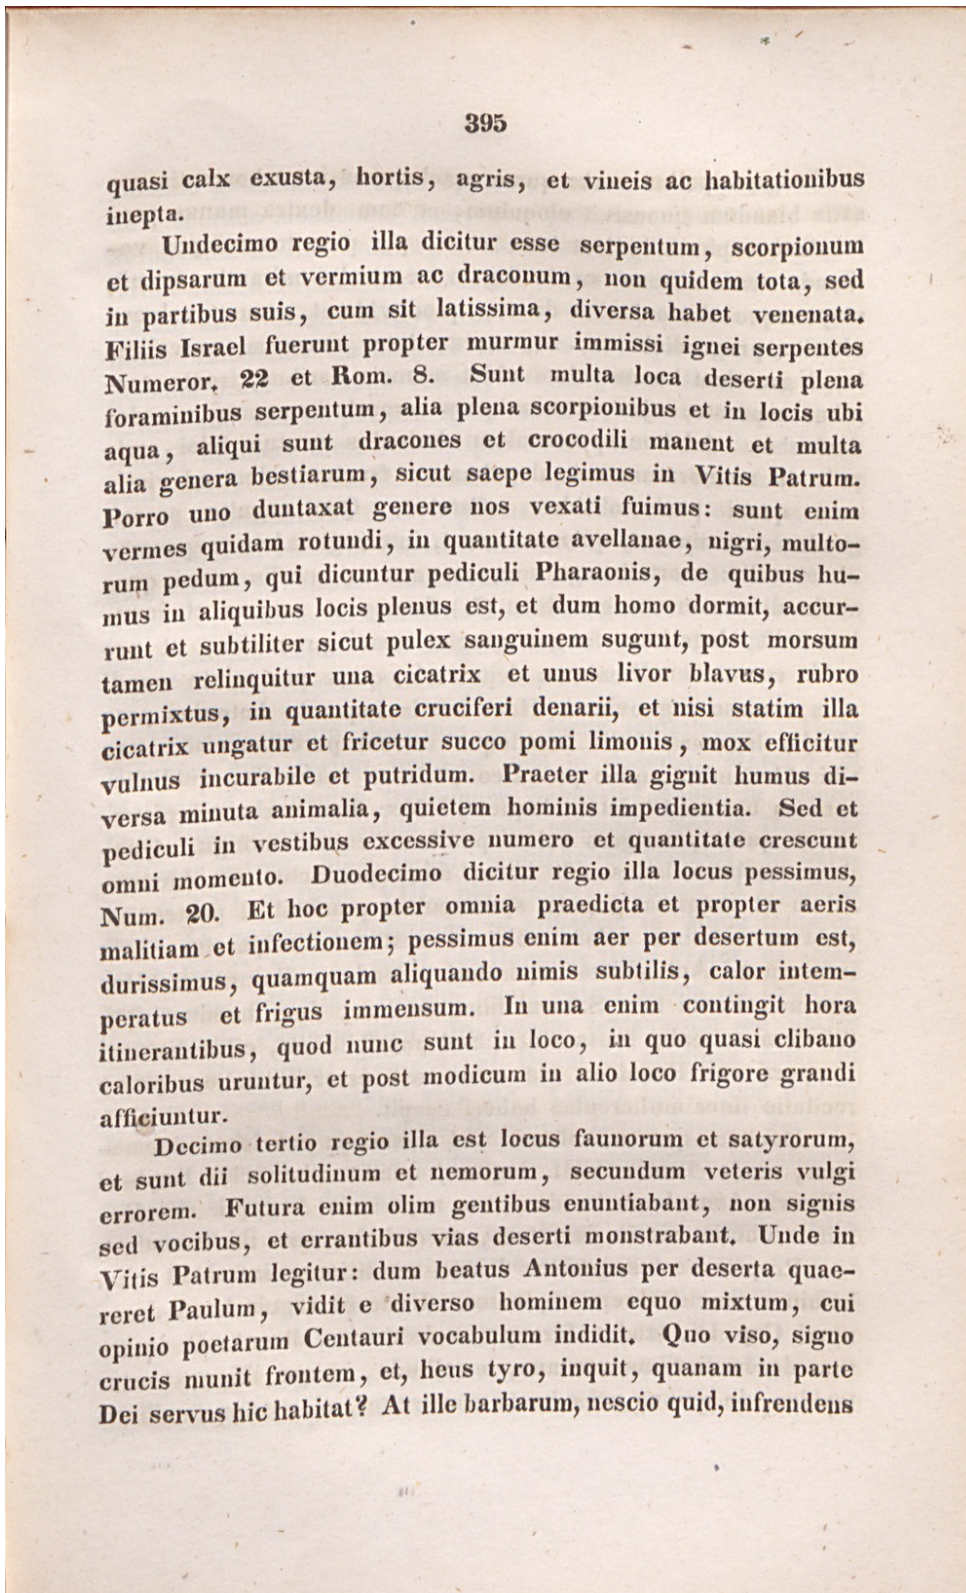 395
quasi calx exusta, hortis, agris, et vineis ac habitationibus
inepta.
Undecimo regio illa dicitur esse serpentum, scorpionum
et dipsarum et vermium ac draconum, non quidem tota, sed
in partibus suis, cum sit latissima, diversa habet venenata.
Filiis Israel fuerunt propter murmur immissi ignei serpentes
Numeror. 22 et Rom. 8. Sunt multa loca deserti plena
foraminibus serpentum, alia plena scorpionibus et in locis ubi
aqua, aliqui sunt dracones et crocodili manent et multa
alia genera bestiarum, sicut saepe legimus in Vitis Patrum.
Porro uno duntaxat genere nos vexati fuimus: sunt enim
vermes quidam rotundi, in quantitate avellanae, nigri, multo-
rum pedum, qui dicuntur pediculi Pharaonis, de quibus hu-
mus in aliquibus locis plenus est, et dum homo dormit, accur-
runt et subtiliter sicut pulex sanguinem sugunt, post morsum
tamen relinquitur una cicatrix et unus livor blavus, rubro
permixtus, in quantitate cruciferi denarii, et nisi statim illa
cicatrix ungatur et fricetur succo pomi limonis, mox efficitur
vulnus incurabile et putridum. Praeter illa gignit humus di-
versa minuta animalia, quietem hominis impedientia. Sed et
pediculi in vestibus excessive numero et quantitate crescunt
omni momento. Duodecimo dicitur regio illa locus pessimus,
Num. 20. Et hoc propter omnia praedicta et propter aeris
malitiam et infectionem; pessimus enim aer per desertum est,
durissimus, quamquam aliquando nimis subtilis, calor intem-
peratus et frigus immensum. In una enim contingit hora
itinerantibus, quod nunc sunt in loco, in quo quasi clibano
caloribus uruntur, et post modicum in alio loco frigore grandi
afficiuntur.
Decimo tertio regio illa est locus faunorum et satyrorum,
et sunt dii solitudinum et nemorum, secundum veteris vulgi
errorem. Futura enim olim gentibus enuntiabant, non signis
sed vocibus, et errantibus vias deserti monstrabant. Unde in
Vitis Patrum legitur: dum beatus Antonius per deserta quae-
reret Paulum, vidit e diverso hominem equo mixtum, cui
opinio poetarum Centauri vocabulum indidit. Quo viso, signo
crucis munit frontem, et, heus tyro, inquit, quanam in parte
Dei servus hic habitat? At ille barbarum, nescio quid, infrendens